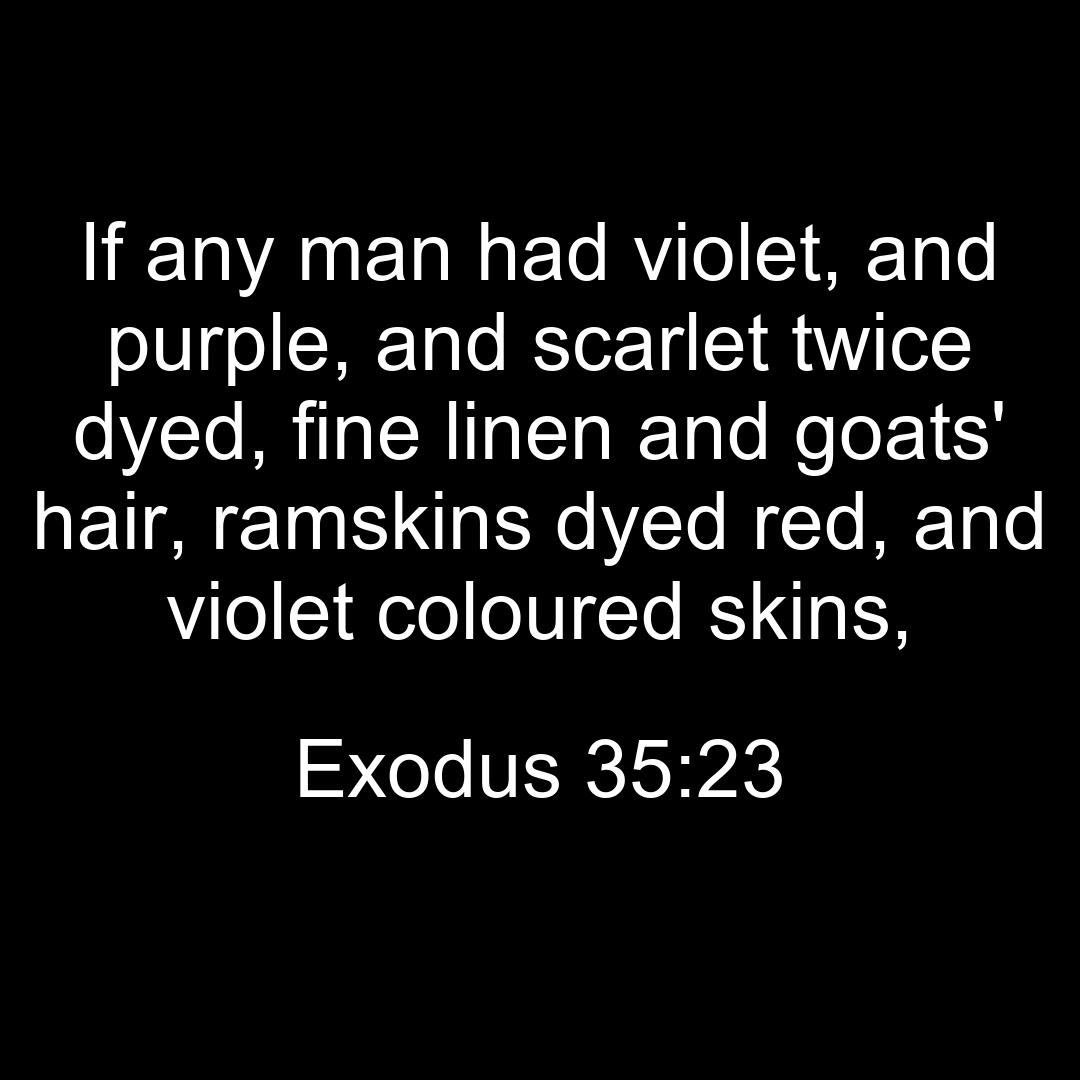 If any man had violet, and
purple, and scarlet twice
dyed, fine linen and goats'
hair, ramskins dyed red, and
violet coloured skins,
Exodus 35:23